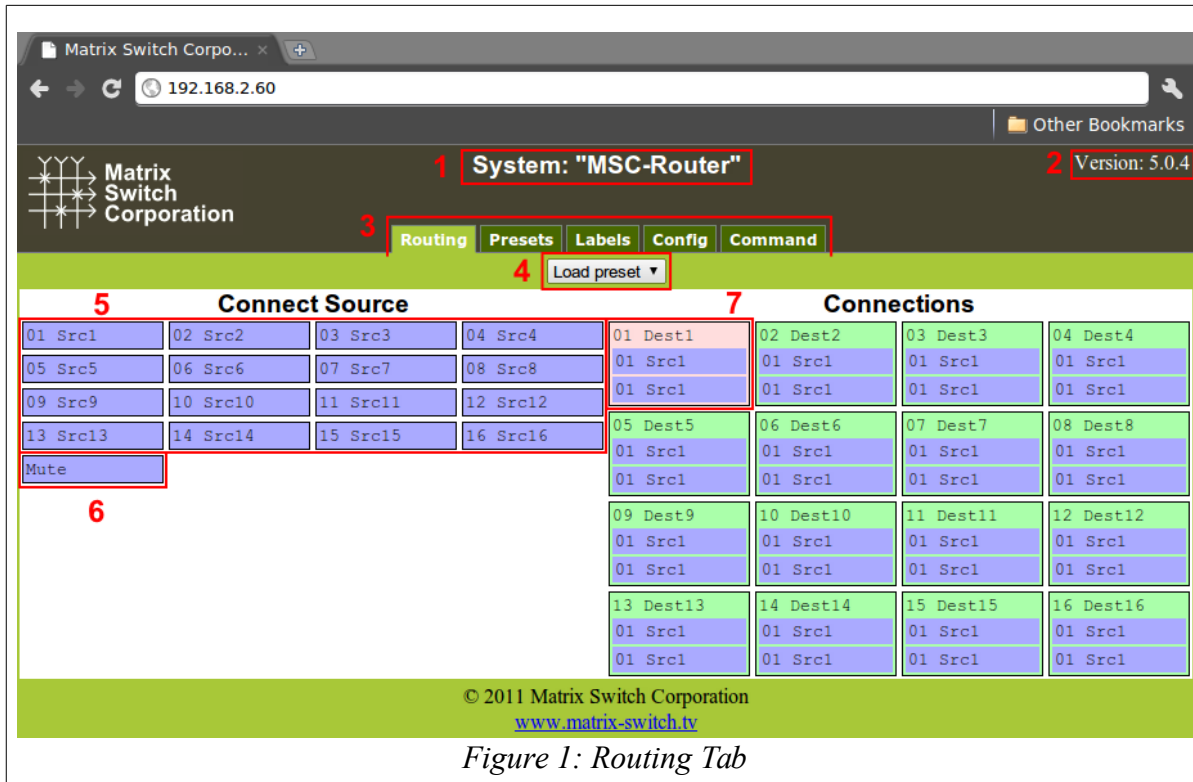 Matrix Switch Corpo...
192.168.2.60
Other Bookmarks
Matrix
Switch
Corporation
1 System: "MSC-Router"
2 Version: 5.0.4
3 Routing Presets Labels Config Command
4 Load preset
5 Connect Source 7 Connections
01 Src1 02 Src2 03 Src3 04 Src4
05 Src5 06 Src6 07 Src7 08 Src8
09 Src9 10 Src10 11 Src11 12 Src12
13 Src13 14 Src14 15 Src15 16 Src16
Mute
6
01 Dest1 02 Dest2 03 Dest3 04 Dest4
01 Src1 01 Src1 01 Src1 01 Src1
01 Src1 01 Src1 01 Src1 01 Src1
05 Dest5 06 Dest6 07 Dest7 08 Dest8
01 Src1 01 Src1 01 Src1 01 Src1
01 Src1 01 Src1 01 Src1 01 Src1
09 Dest9 10 Dest10 11 Dest11 12 Dest12
01 Src1 01 Src1 01 Src1 01 Src1
01 Src1 01 Src1 01 Src1 01 Src1
13 Dest13 14 Dest14 15 Dest15 16 Dest16
01 Src1 01 Src1 01 Src1 01 Src1
01 Src1 01 Src1 01 Src1 01 Src1
© 2011 Matrix Switch Corporation
www.matrix-switch.tv
Figure 1: Routing Tab